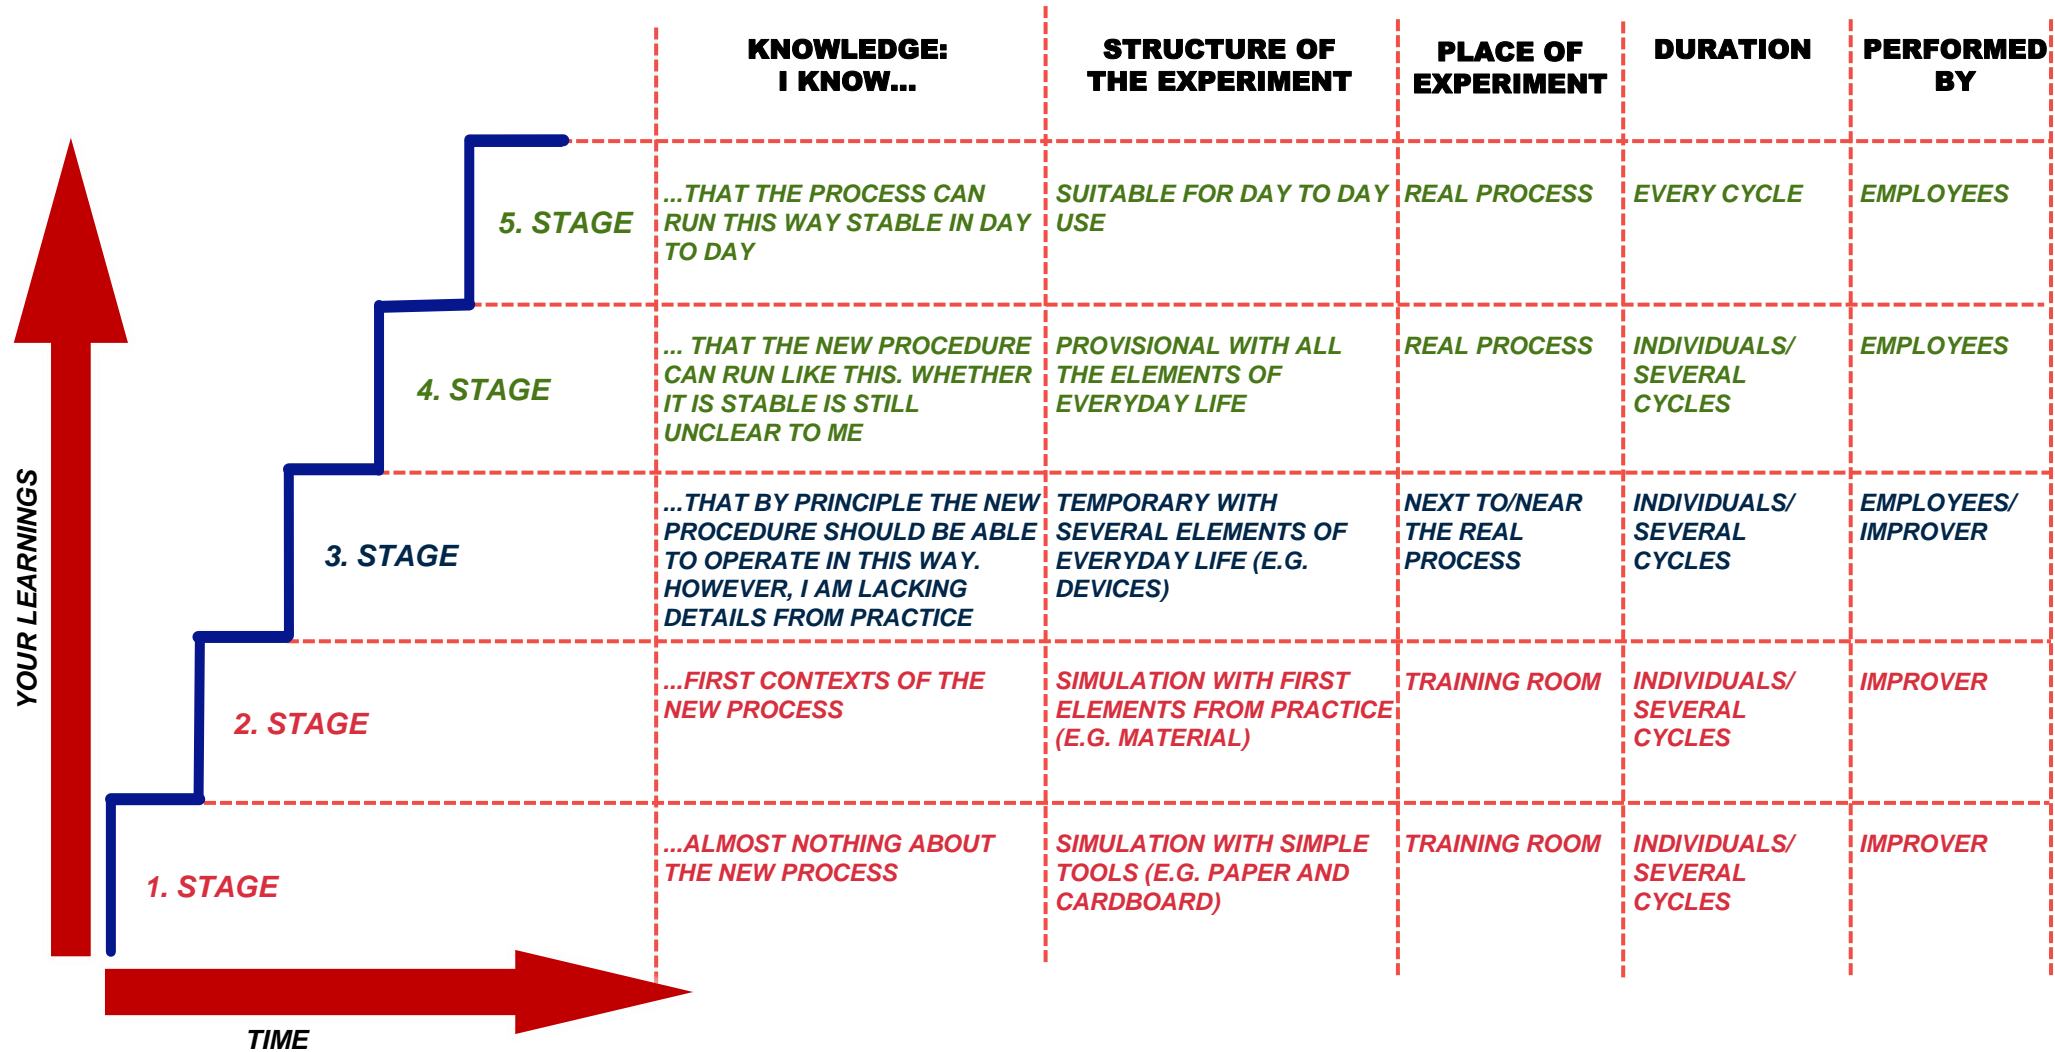 KNOWLEDGE:
I KNOW...
STRUCTURE OF
THE EXPERIMENT
PLACE OF
EXPERIMENT
DURATION
PERFORMED
BY
5. STAGE
...THAT THE PROCESS CAN
RUN THIS WAY STABLE IN DAY
TO DAY
SUITABLE FOR DAY TO DAY
USE
REAL PROCESS
EVERY CYCLE
EMPLOYEES
4. STAGE
... THAT THE NEW PROCEDURE
CAN RUN LIKE THIS. WHETHER
IT IS STABLE IS STILL
UNCLEAR TO ME
PROVISIONAL WITH ALL
THE ELEMENTS OF
EVERYDAY LIFE
REAL PROCESS
INDIVIDUALS/
SEVERAL
CYCLES
EMPLOYEES
3. STAGE
...THAT BY PRINCIPLE THE NEW
PROCEDURE SHOULD BE ABLE
TO OPERATE IN THIS WAY.
HOWEVER, I AM LACKING
DETAILS FROM PRACTICE
TEMPORARY WITH
SEVERAL ELEMENTS OF
EVERYDAY LIFE (E.G.
DEVICES)
NEXT TO/NEAR
THE REAL
PROCESS
INDIVIDUALS/
SEVERAL
CYCLES
EMPLOYEES/
IMPROVER
2. STAGE
...FIRST CONTEXTS OF THE
NEW PROCESS
SIMULATION WITH FIRST
ELEMENTS FROM PRACTICE
(E.G. MATERIAL)
TRAINING ROOM
INDIVIDUALS/
SEVERAL
CYCLES
IMPROVER
1. STAGE
...ALMOST NOTHING ABOUT
THE NEW PROCESS
SIMULATION WITH SIMPLE
TOOLS (E.G. PAPER AND
CARDBOARD)
TRAINING ROOM
INDIVIDUALS/
SEVERAL
CYCLES
IMPROVER
YOUR LEARNINGS
TIME